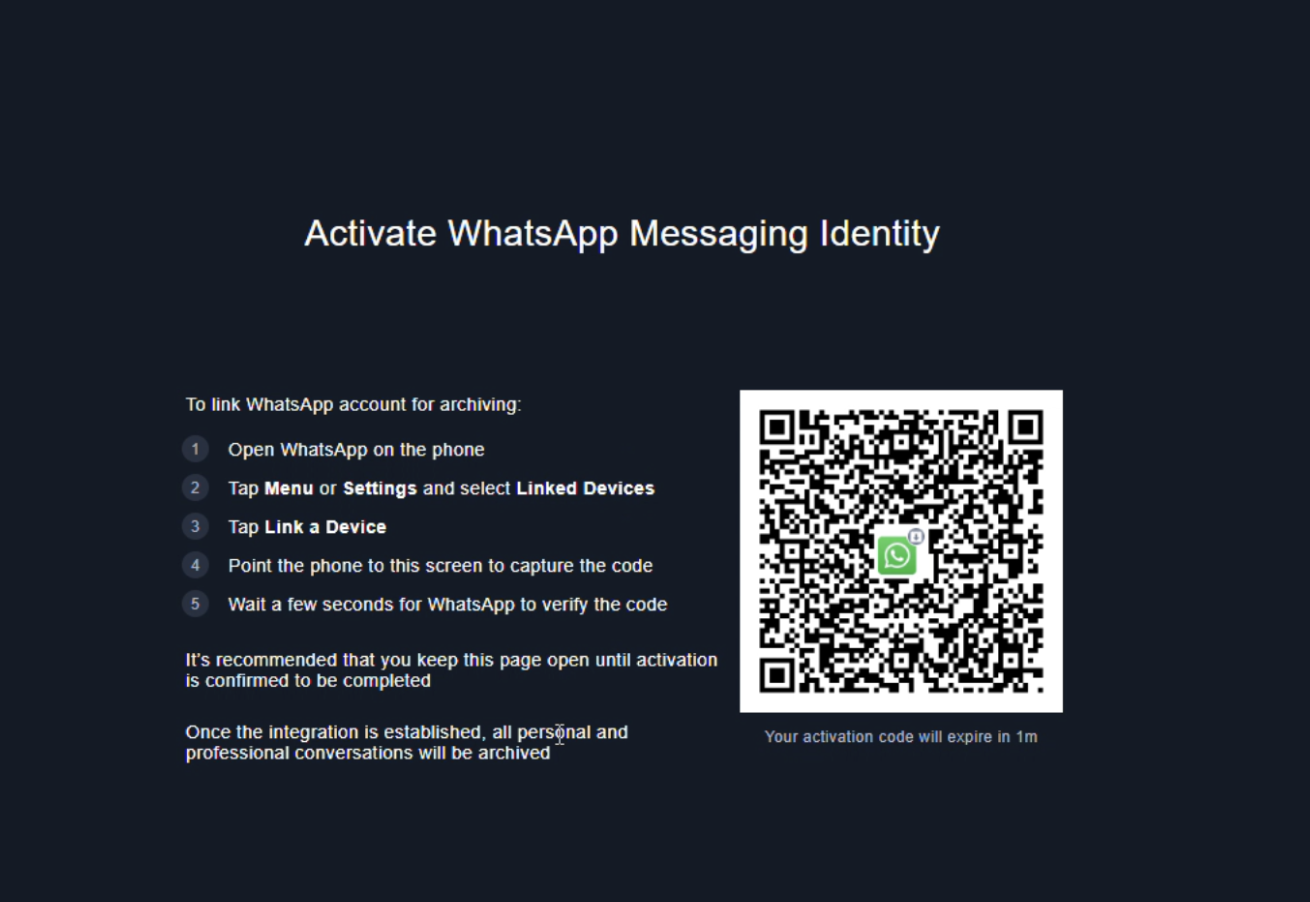 Activate WhatsApp Messaging Identity
To link WhatsApp account for archiving:
1 Open WhatsApp on the phone
2 Tap Menu or Settings and select Linked Devices
3 Tap Link a Device
4 Point the phone to this screen to capture the code
5 Wait a few seconds for WhatsApp to verify the code
It's recommended that you keep this page open until activation
is confirmed to be completed
Once the integration is established, all personal and
professional conversations will be archived
Your activation code will expire in 1m